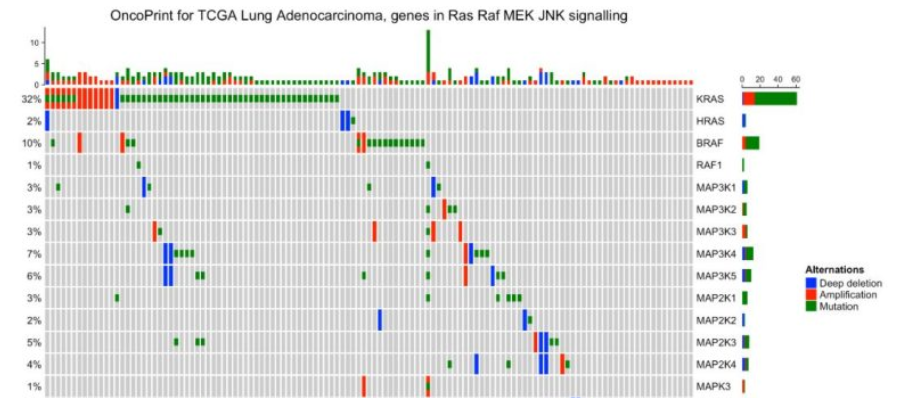 OncoPrint for TCGA Lung Adenocarcinoma, genes in Ras Raf MEK JNK signalling
10
5
0
0 20 40 60
32% KRAS
2% HRAS
10% BRAF
1% RAF1
3% MAP3K1
3% MAP3K2
3% MAP3K3
7% MAP3K4
6% MAP3K5
3% MAP2K1
2% MAP2K2
5% MAP2K3
4% MAP2K4
1% MAPK3
Alternations
Deep deletion
Amplification
Mutation